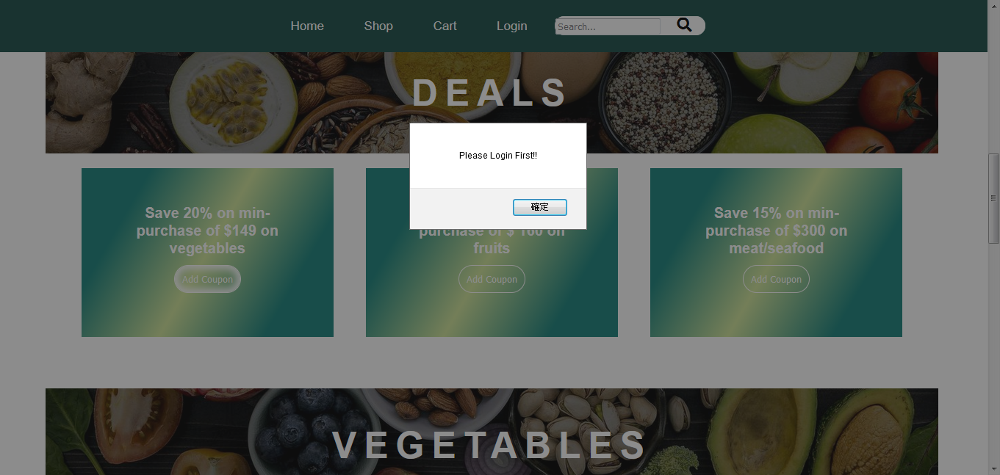 Home Shop Cart Login Search...
DEALS
Please Login First!!
確定
Save 20% on min-
purchase of $149 on
vegetables
Add Coupon
purchase of $ 160 on
fruits
Add Coupon
Save 15% on min-
purchase of $300 on
meat/seafood
Add Coupon
VEGETABLES